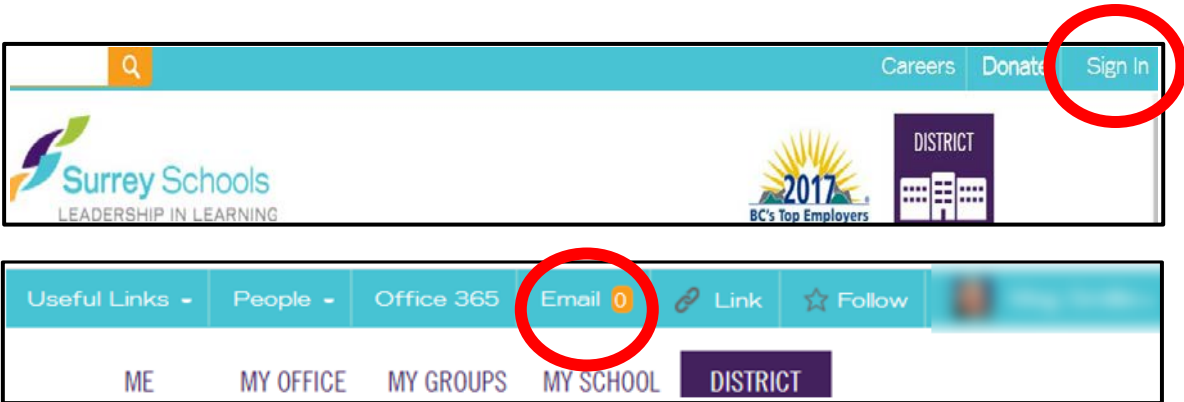 Careers Donate Sign In
Surrey Schools
LEADERSHIP IN LEARNING
2017
BC's Top Employers
DISTRICT
Useful Links People Office 365 Email 0 Link Follow
ME MY OFFICE MY GROUPS MY SCHOOL DISTRICT